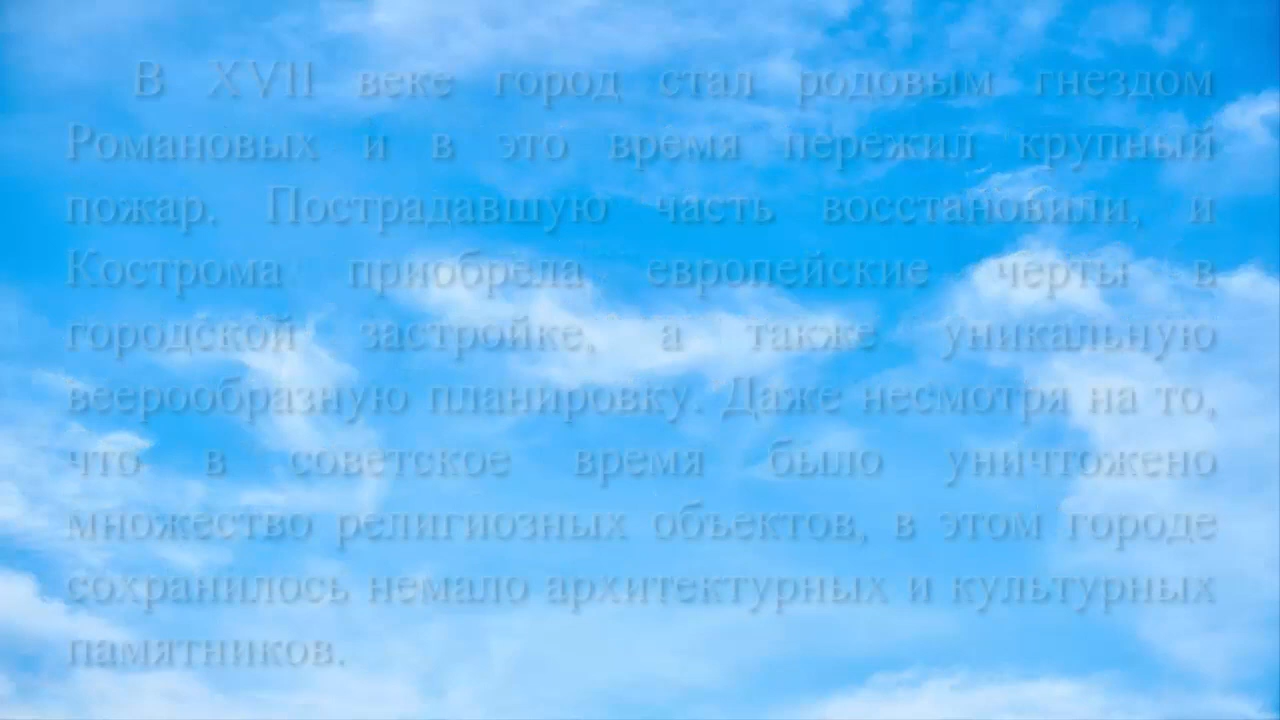 В XVII веке город стал родовым гнездом
Романовых и в это время пережил крупный
пожар. Пострадавшую часть восстановили, и
Кострома приобрела европейские черты в
городской застройке, а также уникальную
веерообразную планировку. Даже несмотря на то,
что в советское время было уничтожено
множество религиозных объектов, в этом городе
сохранилось немало архитектурных и культурных
памятников.